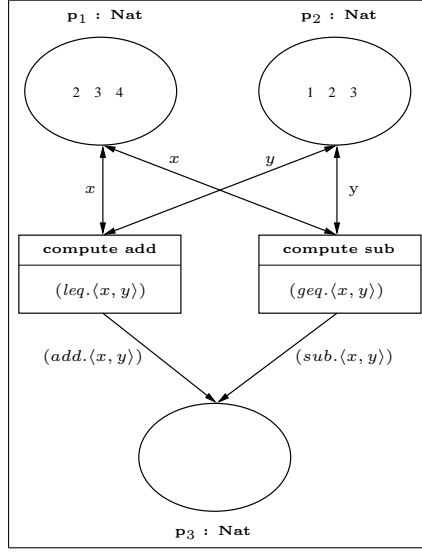 p₁ : Nat p₂ : Nat
2 3 4 1 2 3
x y
x y
compute add compute sub
(leq.⟨x, y⟩) (geq.⟨x, y⟩)
(add.⟨x, y⟩) (sub.⟨x, y⟩)
p₃ : Nat